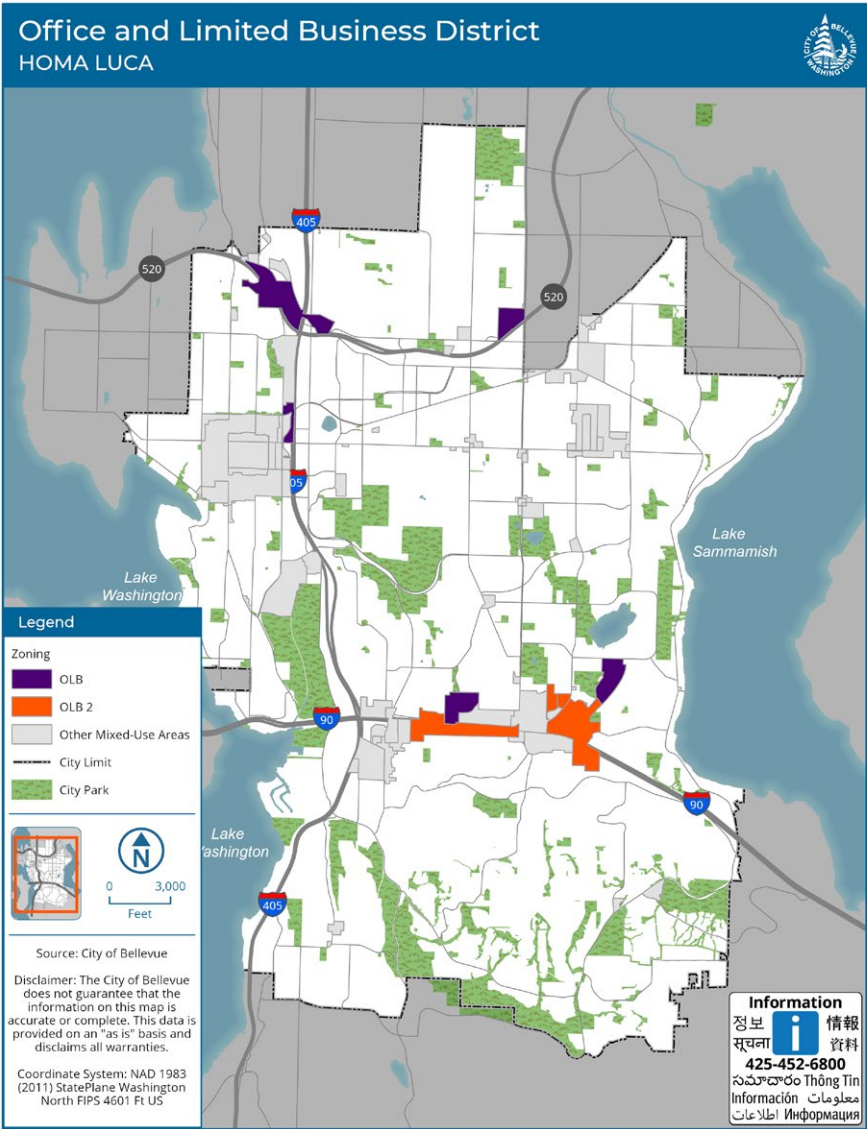 Office and Limited Business District
HOMA LUCA
CITY OF BELLEVUE
WASHINGTON
405
520
520
05
Lake
Sammamish
Lake
Washington
90
90
Lake
Washington
405
Legend
Zoning
OLB
OLB 2
Other Mixed-Use Areas
City Limit
City Park
N
0 3,000
Feet
Source: City of Bellevue
Disclaimer: The City of Bellevue
does not guarantee that the
information on this map is
accurate or complete. This data is
provided on an "as is" basis and
disclaims all warranties.
Coordinate System: NAD 1983
(2011) StatePlane Washington
North FIPS 4601 Ft US
Information
정보 i 情報
सूचना 資料
425-452-6800
సమాచారం Thông Tin
Información معلومات
اطلاعات Информация